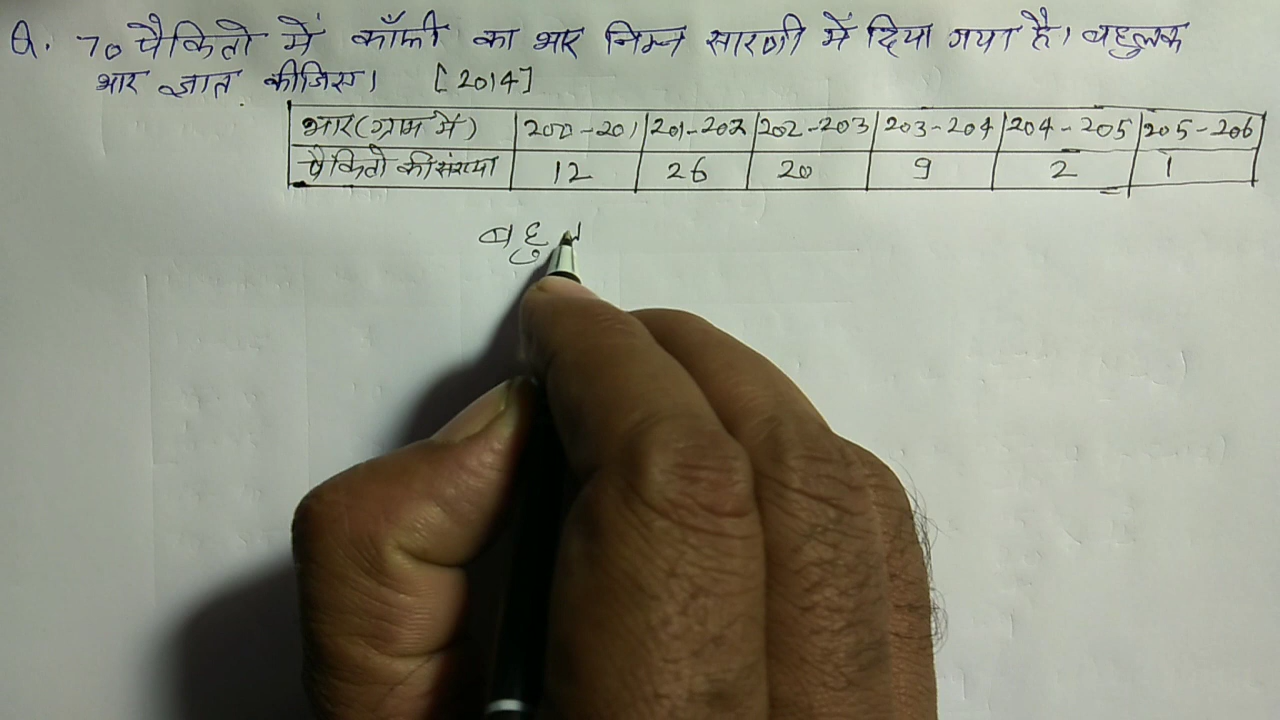 Q. 70 पैकितो में कॉफी का भार निम्न सारणी में दिया गया है। बहुलक
भार ज्ञात कीजिए। [2014]
भार(ग्राम में) 200-201 201-202 202-203 203-204 204-205 205-206
पैकितो की संख्या 12 26 20 9 2 1
बहु